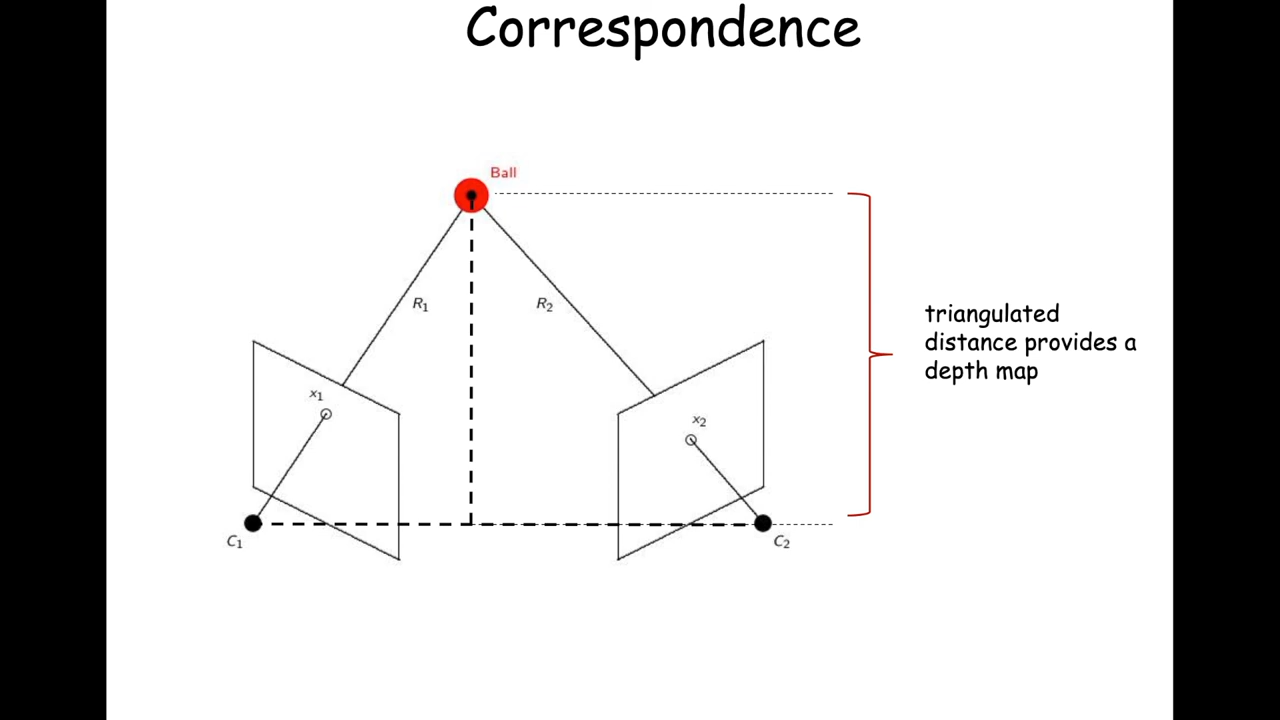 Correspondence
Ball
R₁
R₂
triangulated
distance provides a
depth map
x₁
x₂
C₁
C₂